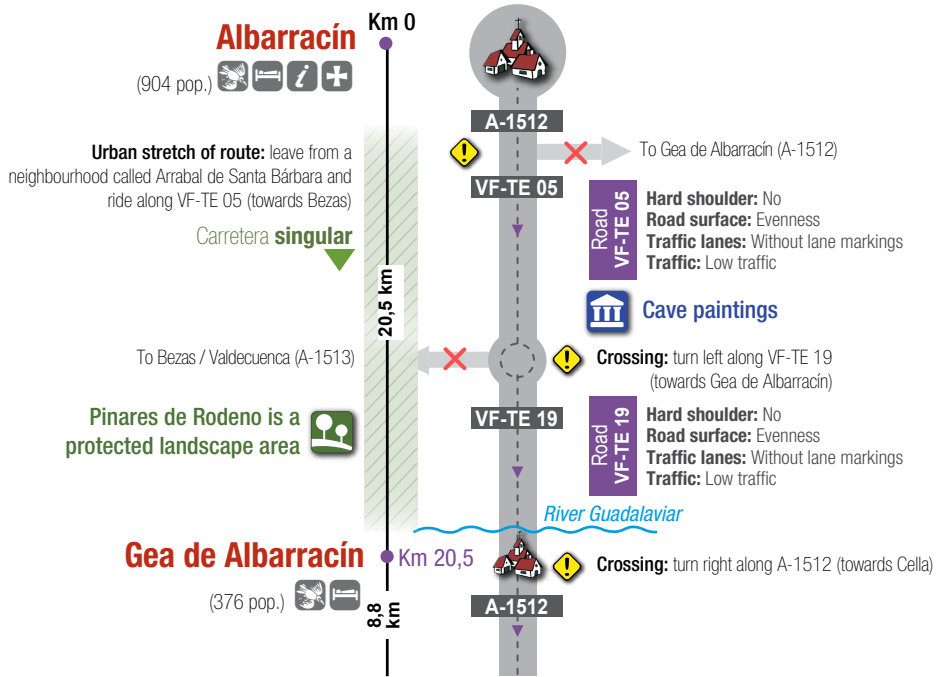 Albarracín
Km 0
(904 pop.)
i
A-1512
Urban stretch of route: leave from a
neighbourhood called Arrabal de Santa Bárbara and
ride along VF-TE 05 (towards Bezas)
!
To Gea de Albarracín (A-1512)
VF-TE 05
Road
VF-TE 05
Hard shoulder: No
Road surface: Evenness
Traffic lanes: Without lane markings
Traffic: Low traffic
Carretera singular
20,5 km
Cave paintings
To Bezas / Valdecuenca (A-1513)
!
Crossing: turn left along VF-TE 19
(towards Gea de Albarracín)
Pinares de Rodeno is a
protected landscape area
VF-TE 19
Road
VF-TE 19
Hard shoulder: No
Road surface: Evenness
Traffic lanes: Without lane markings
Traffic: Low traffic
River Guadalaviar
Gea de Albarracín
Km 20,5
!
Crossing: turn right along A-1512 (towards Cella)
(376 pop.)
8,8
km
A-1512